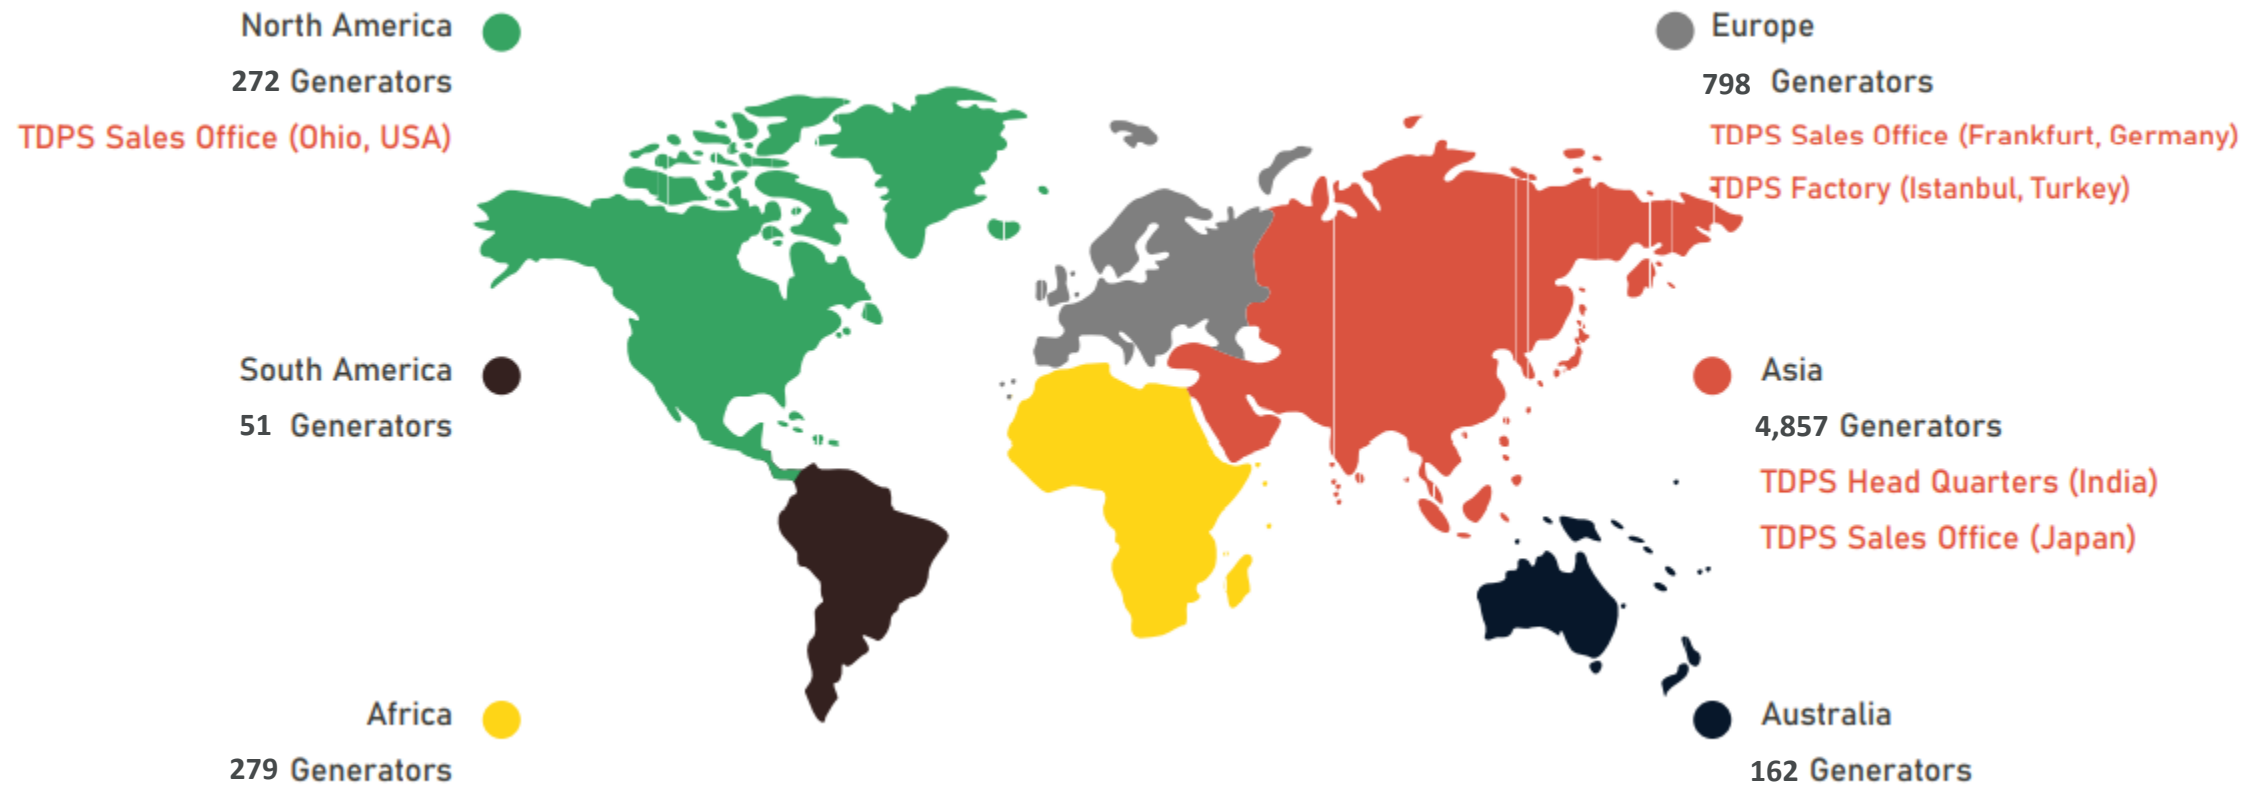 North America
272 Generators
TDPS Sales Office (Ohio, USA)
South America
51 Generators
Africa
279 Generators
Europe
798 Generators
TDPS Sales Office (Frankfurt, Germany)
TDPS Factory (Istanbul, Turkey)
Asia
4,857 Generators
TDPS Head Quarters (India)
TDPS Sales Office (Japan)
Australia
162 Generators